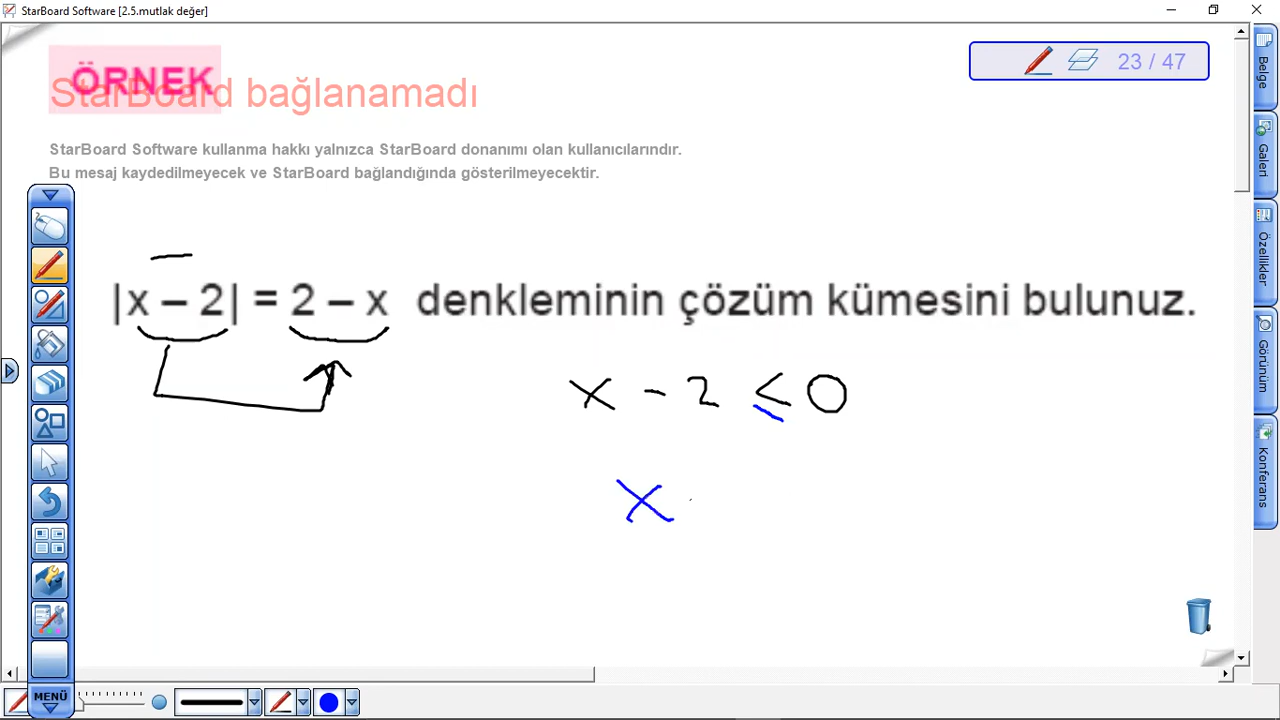 StarBoard Software [2.5.mutlak değer]
ÖRNEK
StarBoard bağlanamadı
23 / 47
StarBoard Software kullanma hakkı yalnızca StarBoard donanımı olan kullanıcılarındır.
Bu mesaj kaydedilmeyecek ve StarBoard bağlandığında gösterilmeyecektir.
|x – 2| = 2 – x denkleminin çözüm kümesini bulunuz.
x - 2 ≤ 0
x
Belge
Galeri
Özellikler
Görünüm
Konferans
MENÜ